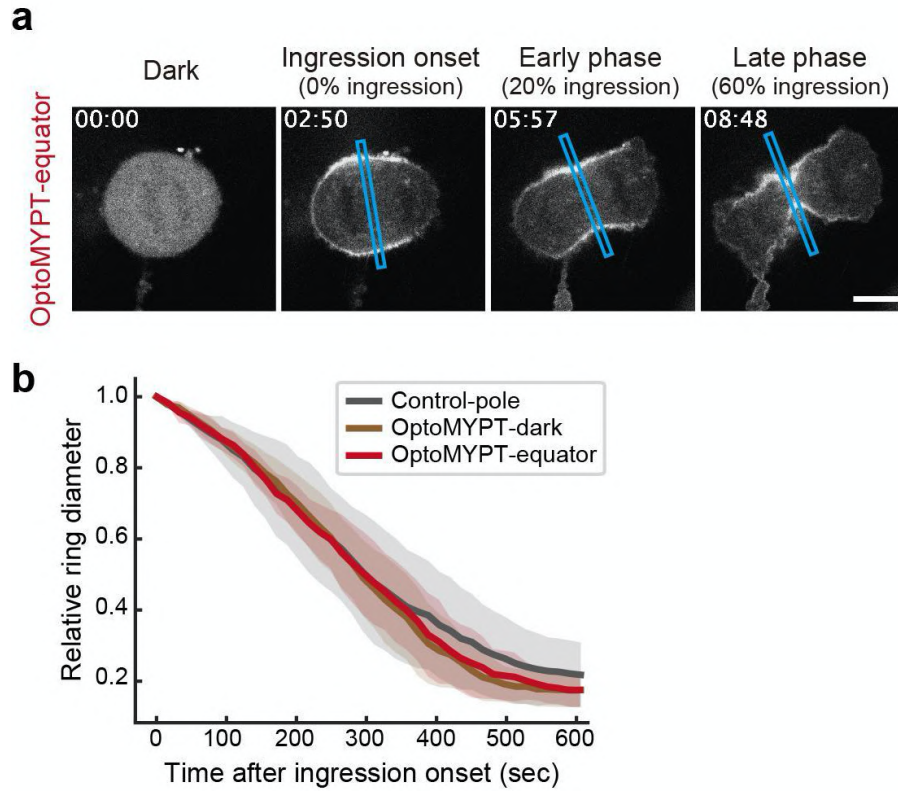 a
Dark
Ingression onset
(0% ingression)
Early phase
(20% ingression)
Late phase
(60% ingression)
OptoMYPT-equator
00:00
02:50
05:57
08:48
b
Relative ring diameter
1.0
0.8
0.6
0.4
0.2
Control-pole
OptoMYPT-dark
OptoMYPT-equator
0 100 200 300 400 500 600
Time after ingression onset (sec)